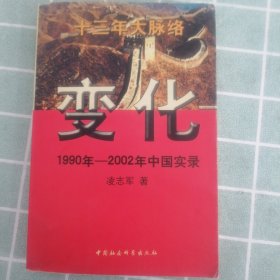 十三年大脉络
变化
1990年—2002年中国实录
凌志军 著
中国社会科学出版社